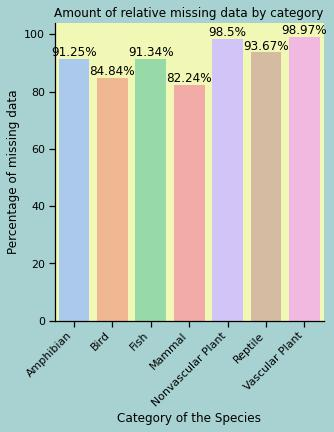 Amount of relative missing data by category
Percentage of missing data
100
80
60
40
20
0
91.25%
84.84%
91.34%
82.24%
98.5%
93.67%
98.97%
Amphibian
Bird
Fish
Mammal
Nonvascular Plant
Reptile
Vascular Plant
Category of the Species